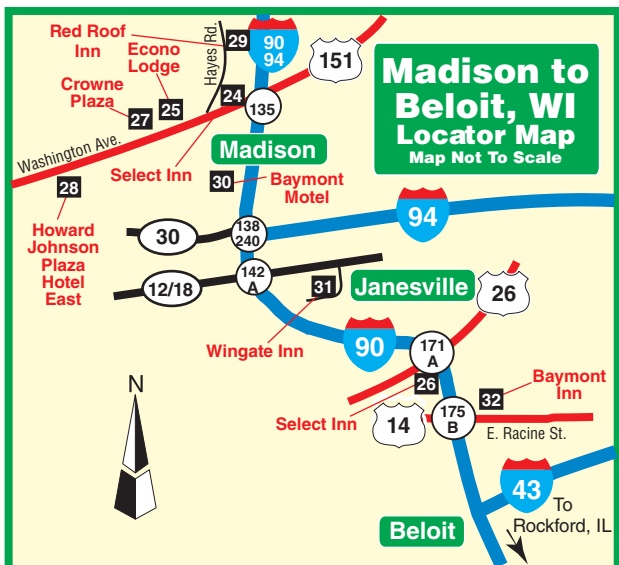 Red Roof
Inn
29
90
94
151
Madison to
Beloit, WI
Locator Map
Map Not To Scale
Econo
Lodge
Hayes Rd.
Crowne
Plaza
27
25
24
135
Washington Ave.
Madison
Select Inn
28
30
Baymont
Motel
94
Howard
Johnson
Plaza
Hotel
East
30
138
240
12/18
142
A
31
Janesville
26
Wingate Inn
90
171
A
26
Select Inn
32
Baymont
Inn
14
175
B
E. Racine St.
N
43
To
Rockford, IL
Beloit